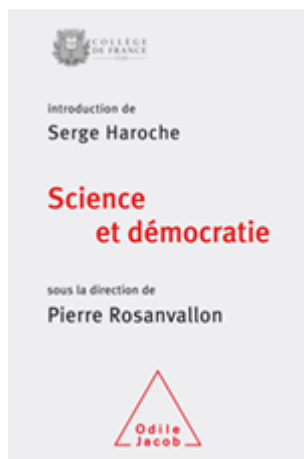 COLLÈGE
DE FRANCE
introduction de
Serge Haroche
Science
et démocratie
sous la direction de
Pierre Rosanvallon
Odile
Jacob